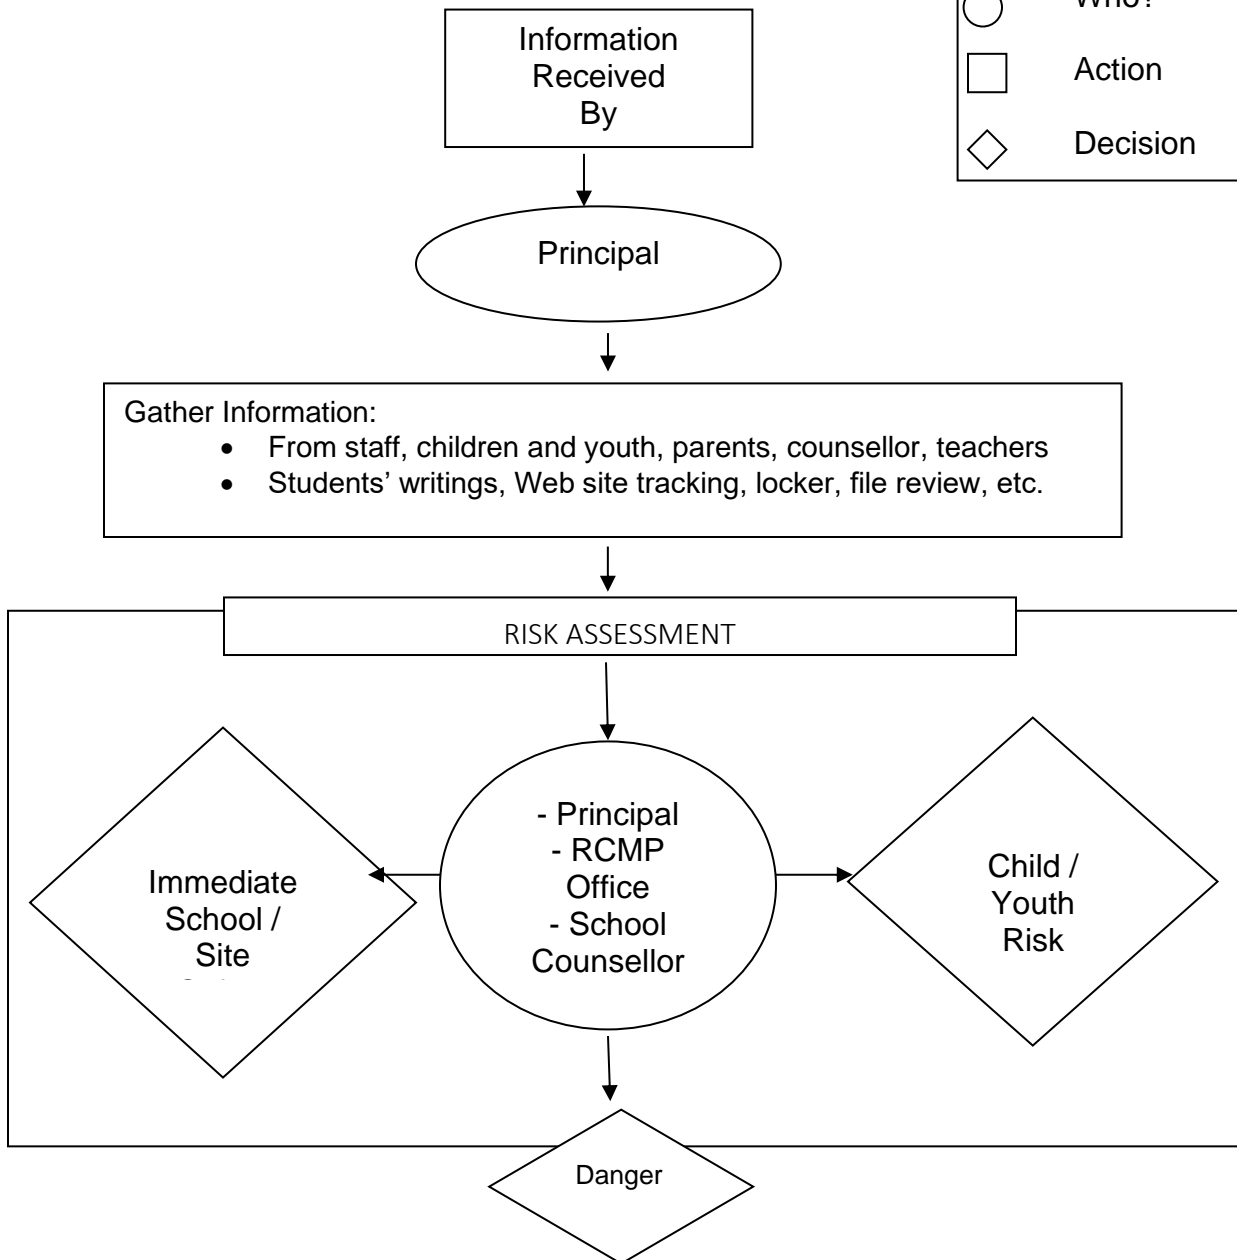 Who?
Action
Decision
Information
Received
By
Principal
Gather Information:
• From staff, children and youth, parents, counsellor, teachers
• Students’ writings, Web site tracking, locker, file review, etc.
RISK ASSESSMENT
Immediate
School /
Site
- Principal
- RCMP
Office
- School
Counsellor
Child /
Youth
Risk
Danger